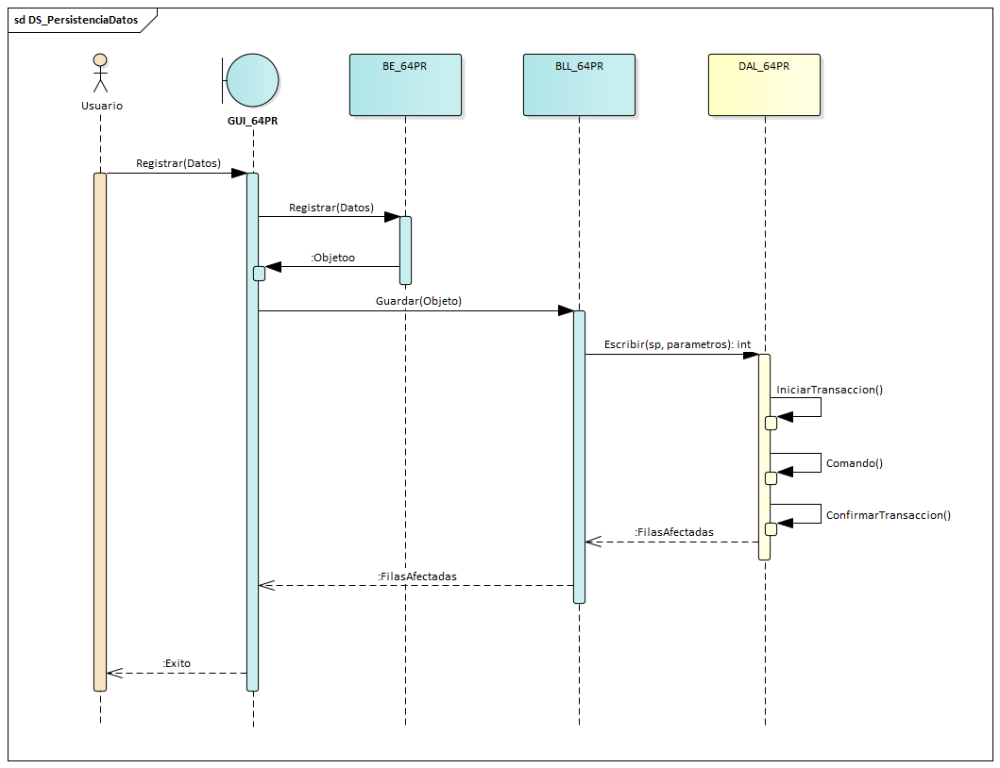 sd DS_PersistenciaDatos
Usuario
GUI_64PR
BE_64PR
BLL_64PR
DAL_64PR
Registrar(Datos)
Registrar(Datos)
:Objetoo
Guardar(Objeto)
Escribir(sp, parametros): int
IniciarTransaccion()
Comando()
ConfirmarTransaccion()
:FilasAfectadas
:FilasAfectadas
:Exito